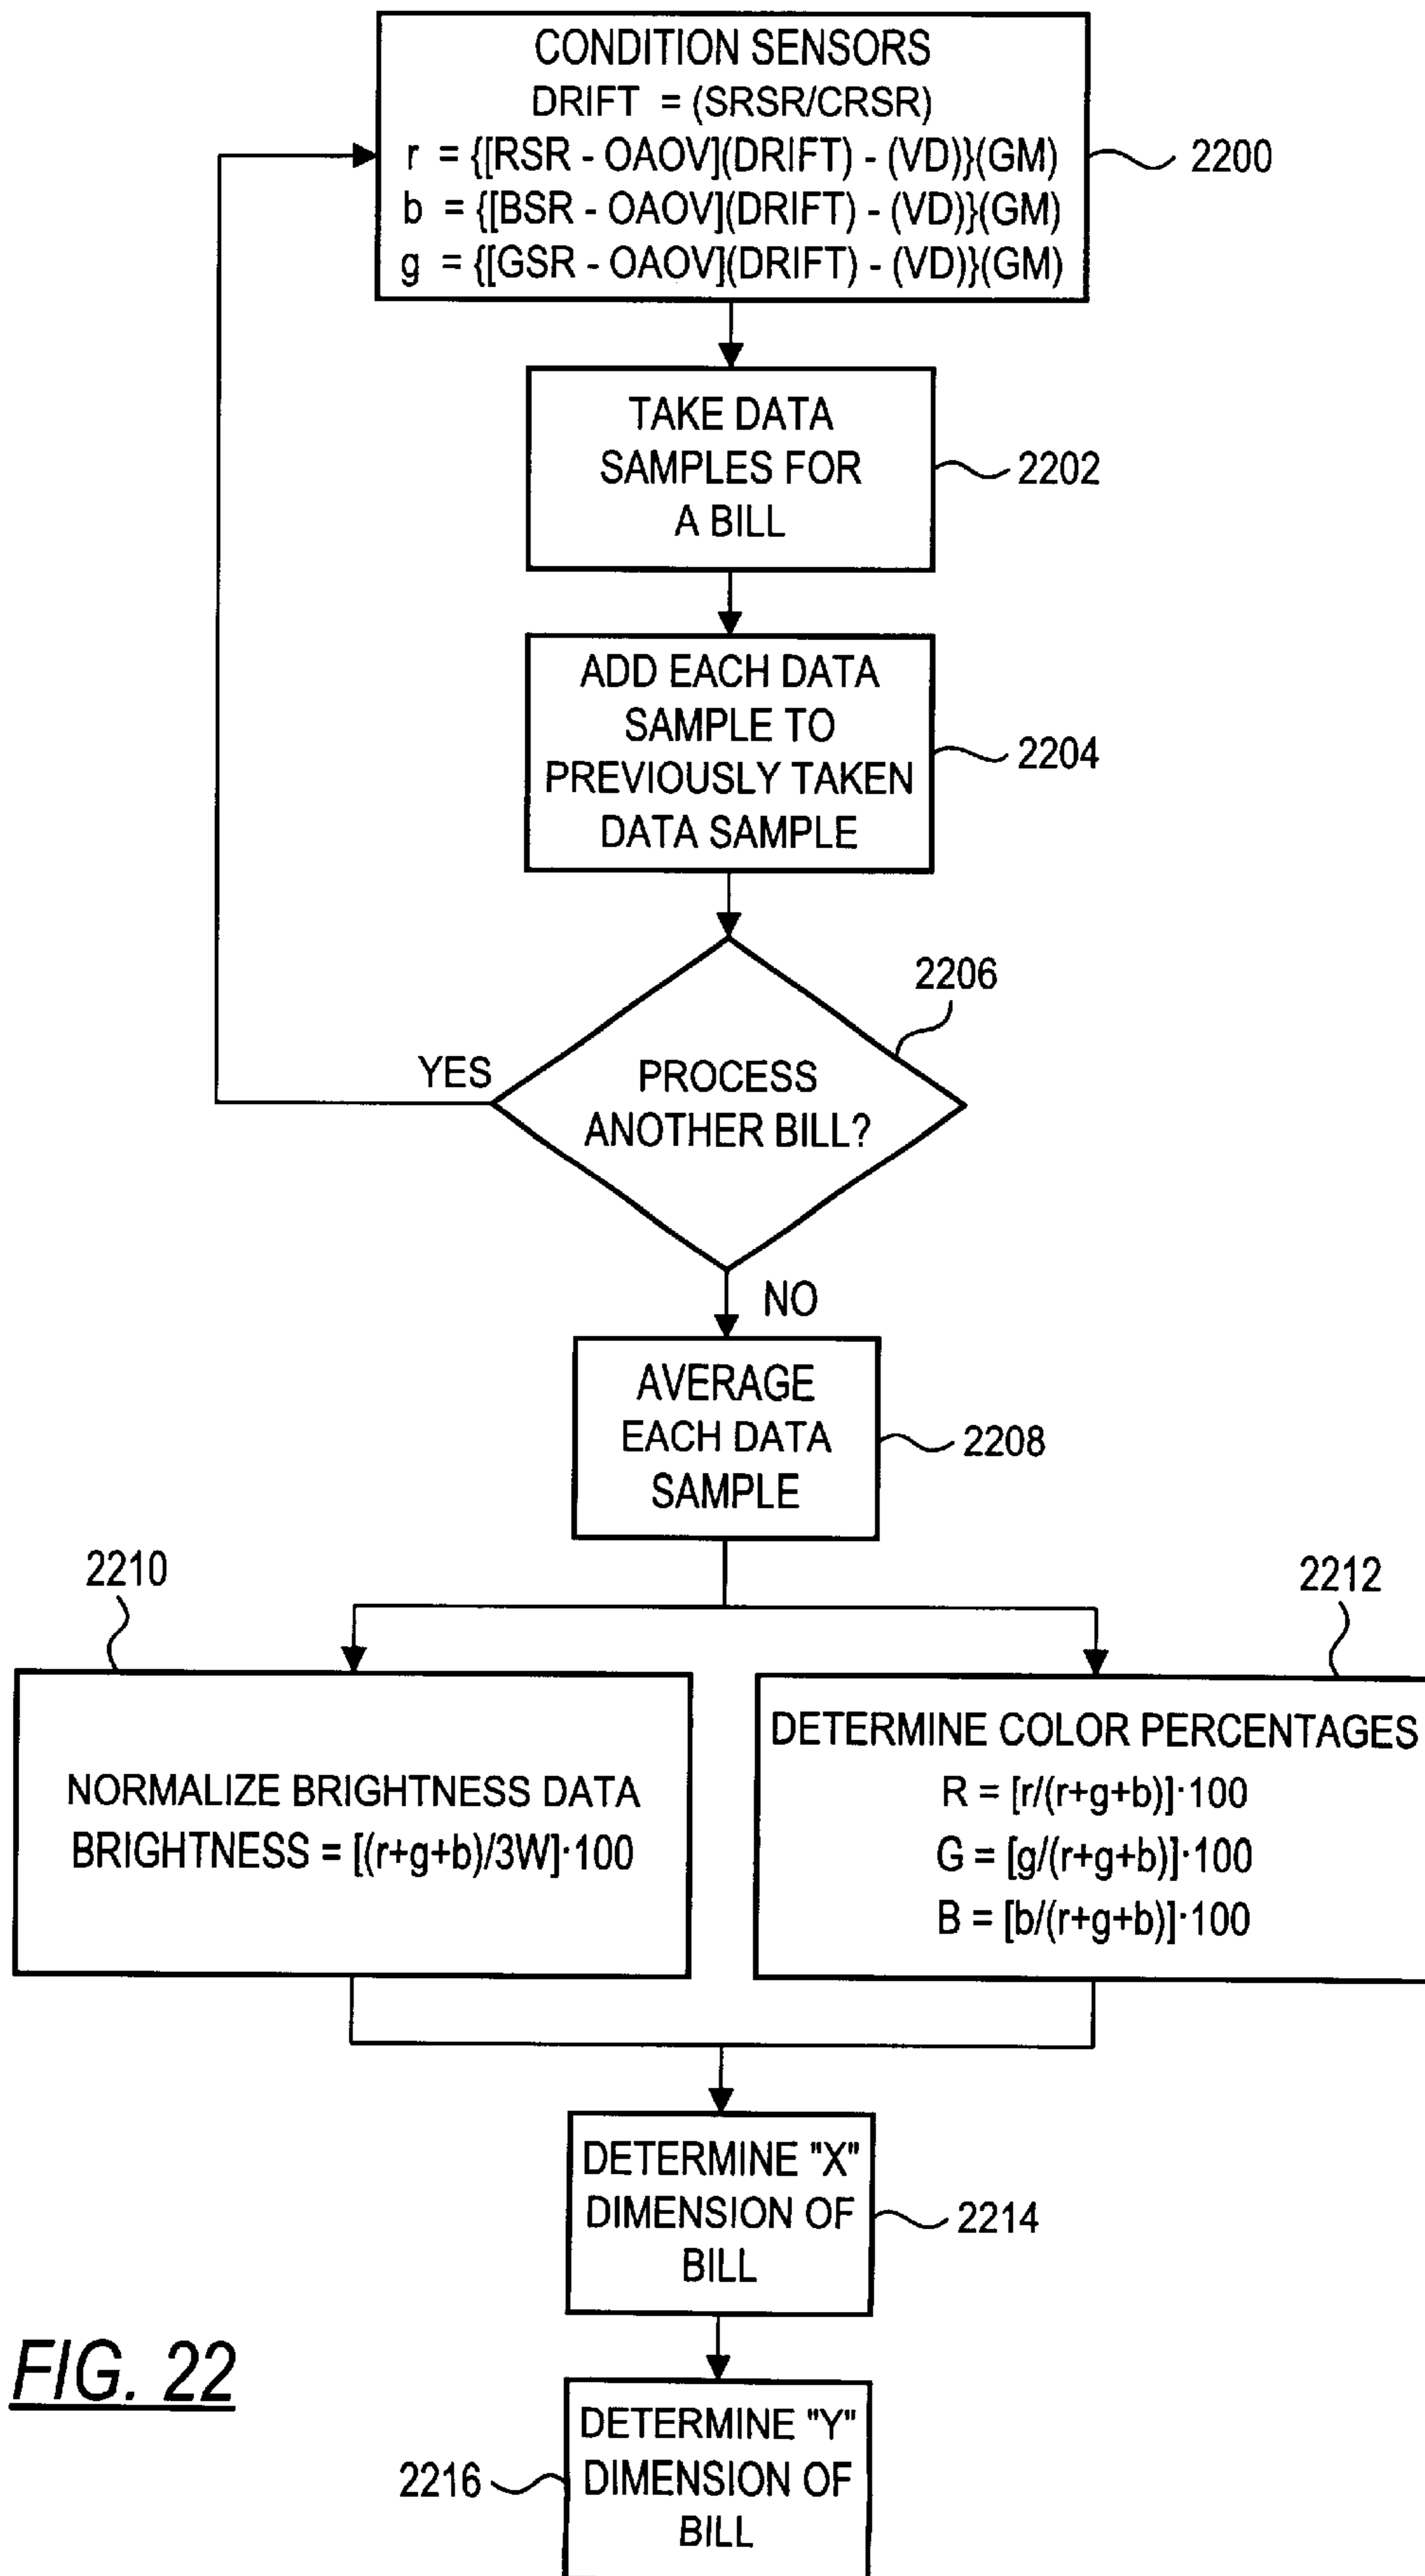 CONDITION SENSORS
DRIFT = (SRSR/CRSR)
r = {[RSR - OAOV](DRIFT) - (VD)}(GM)
b = {[BSR - OAOV](DRIFT) - (VD)}(GM)
g = {[GSR - OAOV](DRIFT) - (VD)}(GM)
2200
TAKE DATA
SAMPLES FOR
A BILL
2202
ADD EACH DATA
SAMPLE TO
PREVIOUSLY TAKEN
DATA SAMPLE
2204
2206
YES
PROCESS
ANOTHER BILL?
NO
AVERAGE
EACH DATA
SAMPLE
2208
2210
NORMALIZE BRIGHTNESS DATA
BRIGHTNESS = [(r+g+b)/3W]·100
2212
DETERMINE COLOR PERCENTAGES
R = [r/(r+g+b)]·100
G = [g/(r+g+b)]·100
B = [b/(r+g+b)]·100
DETERMINE "X"
DIMENSION OF
BILL
2214
DETERMINE "Y"
DIMENSION OF
BILL
2216
FIG. 22